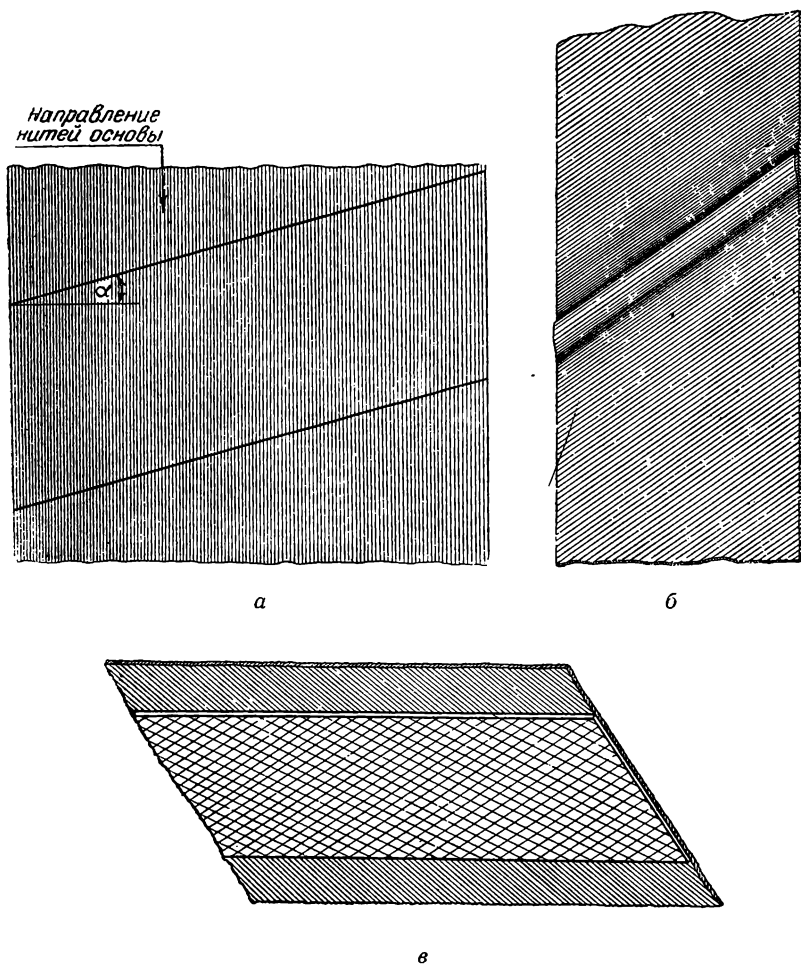 Направление
нитей основы
α
а
б
в